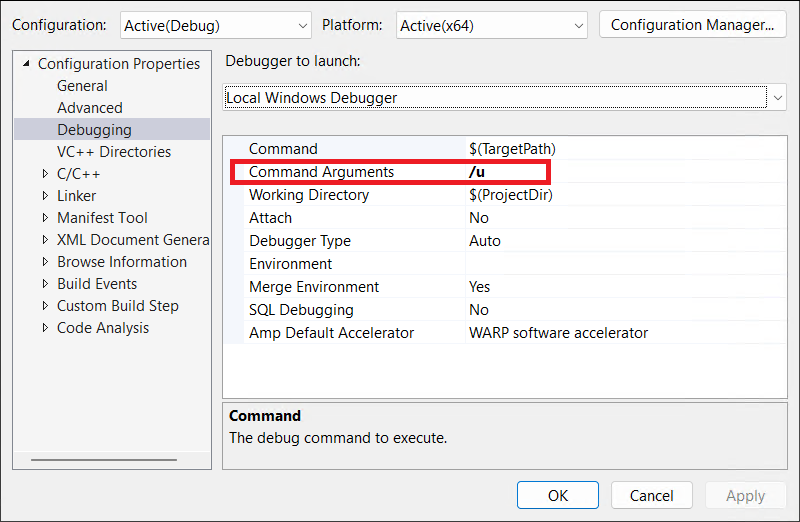 Configuration: Active(Debug) Platform: Active(x64) Configuration Manager...
Configuration Properties
General
Advanced
Debugging
VC++ Directories
C/C++
Linker
Manifest Tool
XML Document Genera
Browse Information
Build Events
Custom Build Step
Code Analysis
Debugger to launch:
Local Windows Debugger
Command $(TargetPath)
Command Arguments /u
Working Directory $(ProjectDir)
Attach No
Debugger Type Auto
Environment
Merge Environment Yes
SQL Debugging No
Amp Default Accelerator WARP software accelerator
Command
The debug command to execute.
OK Cancel Apply